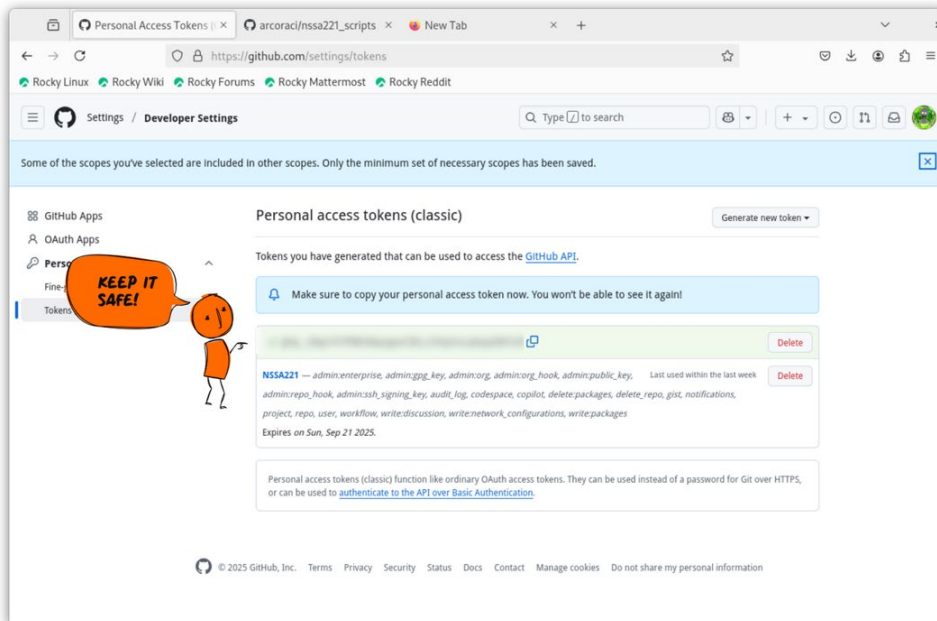 Personal Access Tokens (
arcoraci/nssa221_scripts
New Tab
https://github.com/settings/tokens
Rocky Linux Rocky Wiki Rocky Forums Rocky Mattermost Rocky Reddit
Settings / Developer Settings
Type / to search
Some of the scopes you've selected are included in other scopes. Only the minimum set of necessary scopes has been saved.
GitHub Apps
OAuth Apps
Perso
Fine-g
Tokens
KEEP IT
SAFE!
Personal access tokens (classic)
Generate new token
Tokens you have generated that can be used to access the GitHub API.
Make sure to copy your personal access token now. You won't be able to see it again!
Delete
NSSA221 — admin:enterprise, admin:gpg_key, admin:org, admin:org_hook, admin:public_key,
Last used within the last week
Delete
admin:repo_hook, admin:ssh_signing_key, audit_log, codespace, copilot, delete:packages, delete_repo, gist, notifications,
project, repo, user, workflow, write:discussion, write:network_configurations, write:packages
Expires on Sun, Sep 21 2025.
Personal access tokens (classic) function like ordinary OAuth access tokens. They can be used instead of a password for Git over HTTPS,
or can be used to authenticate to the API over Basic Authentication.
© 2025 GitHub, Inc. Terms Privacy Security Status Docs Contact Manage cookies Do not share my personal information